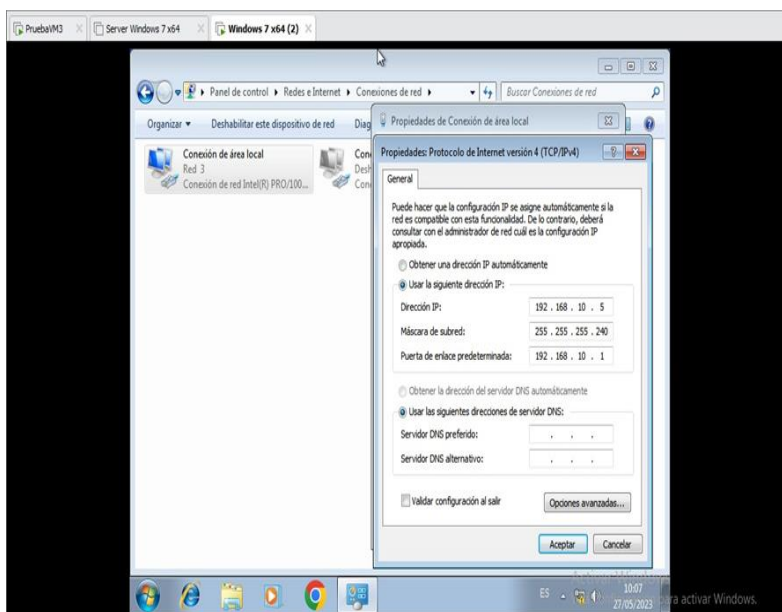 PruebaVM3
Server Windows 7 x64
Windows 7 x64 (2)
Panel de control
Redes e Internet
Conexiones de red
Buscar Conexiones de red
Organizar
Deshabilitar este dispositivo de red
Diag
Conexión de área local
Red 3
Conexión de red Intel(R) PRO/100...
Con
Desh
Con
Propiedades de Conexión de área local
Propiedades: Protocolo de Internet versión 4 (TCP/IPv4)
General
Puede hacer que la configuración IP se asigne automáticamente si la
red es compatible con esta funcionalidad. De lo contrario, deberá
consultar con el administrador de red cuál es la configuración IP
apropiada.
Obtener una dirección IP automáticamente
Usar la siguiente dirección IP:
Dirección IP: 192 . 168 . 10 . 5
Máscara de subred: 255 . 255 . 255 . 240
Puerta de enlace predeterminada: 192 . 168 . 10 . 1
Obtener la dirección del servidor DNS automáticamente
Usar las siguientes direcciones de servidor DNS:
Servidor DNS preferido: . . .
Servidor DNS alternativo: . . .
Validar configuración al salir
Opciones avanzadas...
Aceptar
Cancelar
Activar Windows
ES
10:07
27/05/2023
para activar Windows.